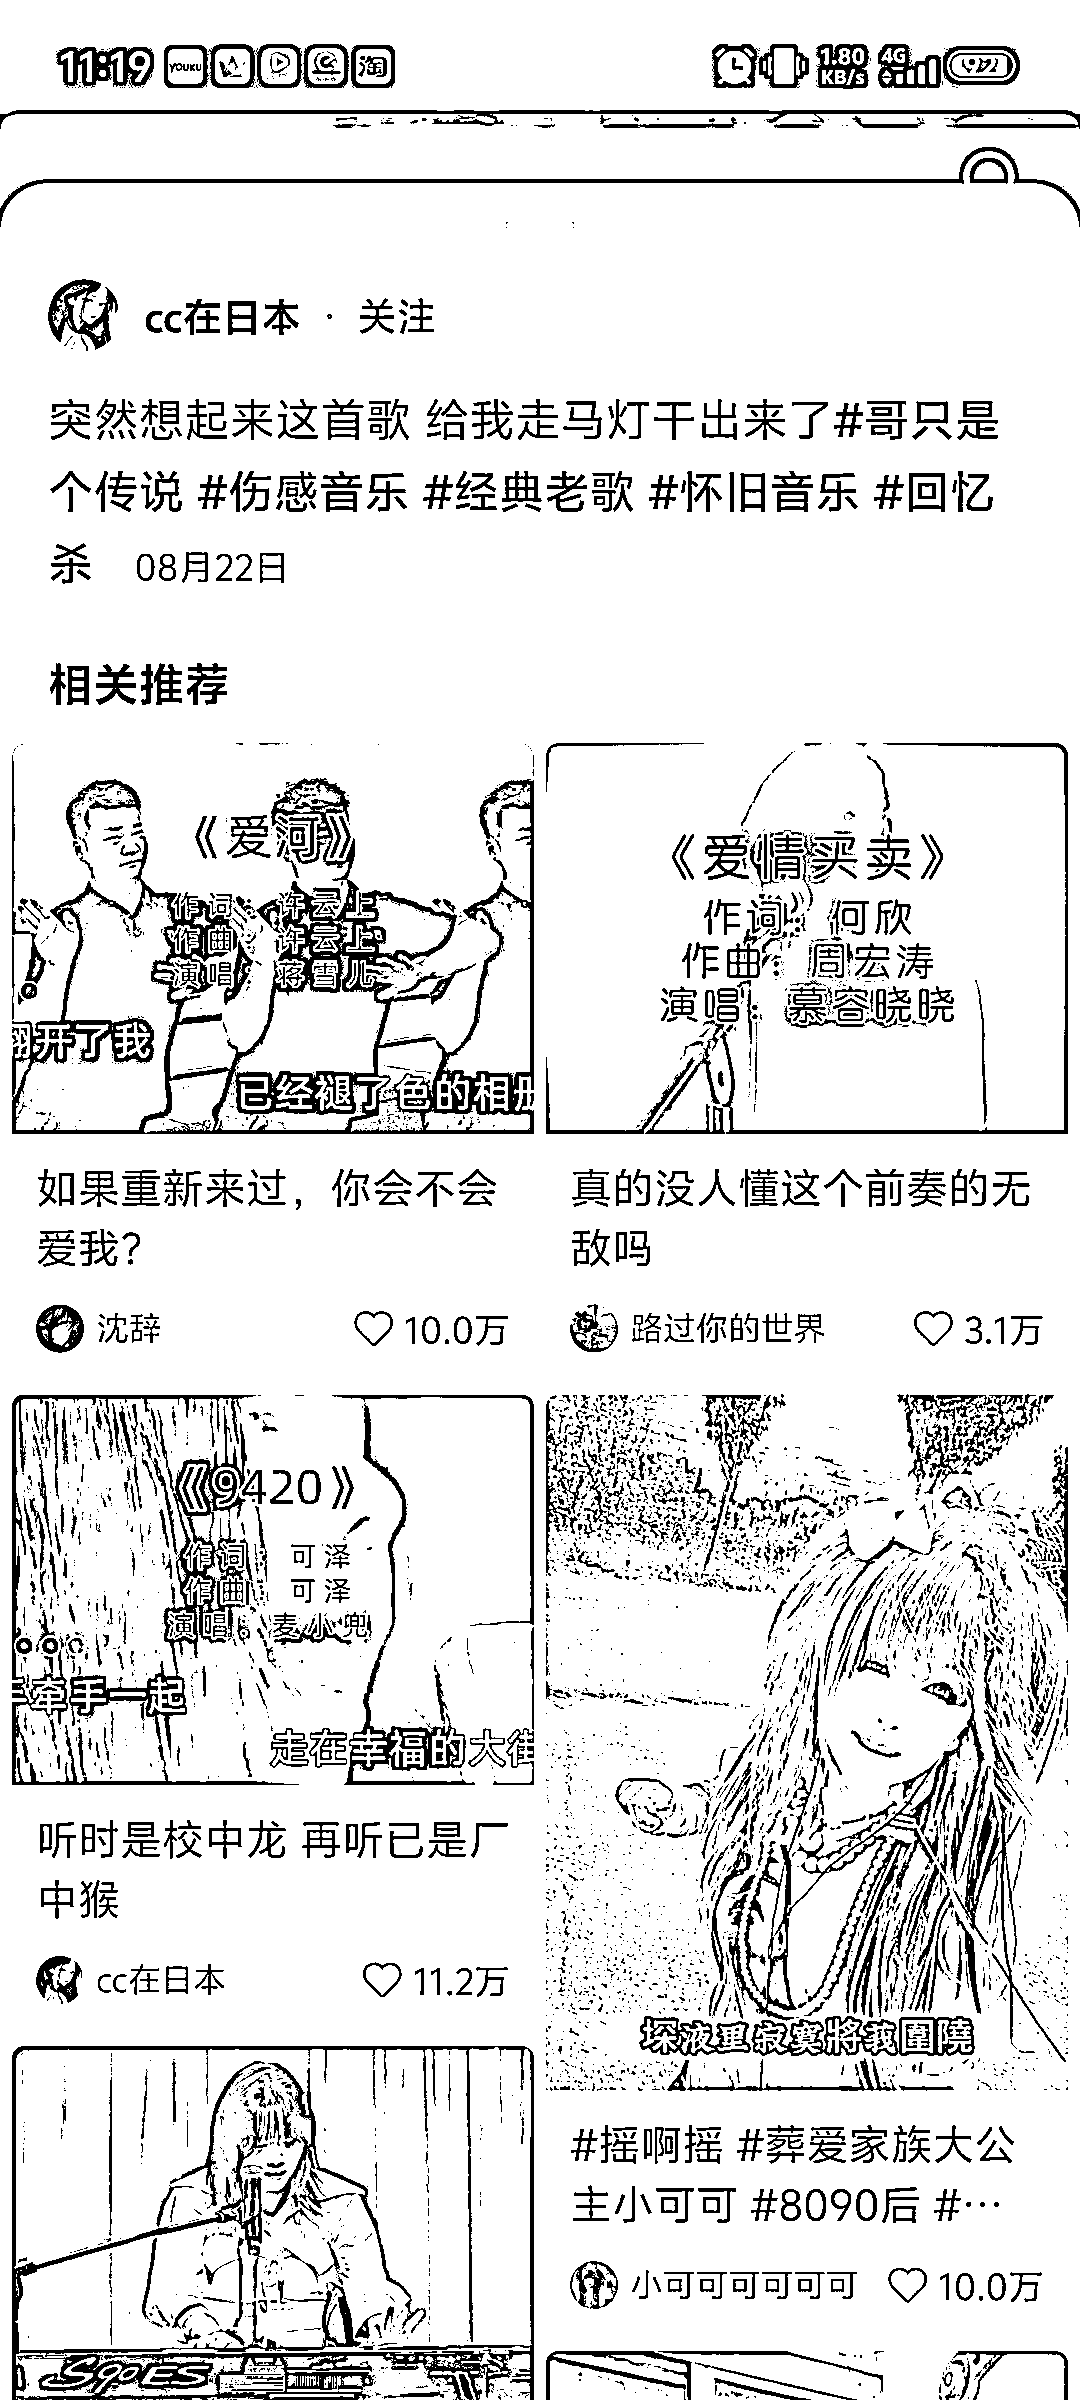 11:19
YOUKU
淘
1.80
KB/s
4G
cc在日本 · 关注
突然想起来这首歌 给我走马灯干出来了#哥只是
个传说 #伤感音乐 #经典老歌 #怀旧音乐 #回忆
杀 08月22日
相关推荐
《爱河》
作词：许云上
作曲：许云上
演唱：蒋雪儿
翻开了我
已经褪了色的相册
如果重新来过，你会不会
爱我？
沈辞
10.0万
《爱情买卖》
作词：何欣
作曲：周宏涛
演唱：慕容晓晓
真的没人懂这个前奏的无
敌吗
路过你的世界
3.1万
《9420》
作词 可泽
作曲 可泽
演唱：麦小兜
手牵手一起
走在幸福的大街
听时是校中龙 再听已是厂
中猴
cc在日本
11.2万
寂寞將我圍繞
#摇啊摇 #葬爱家族大公
主小可可 #8090后 #…
小可可可可可可
10.0万